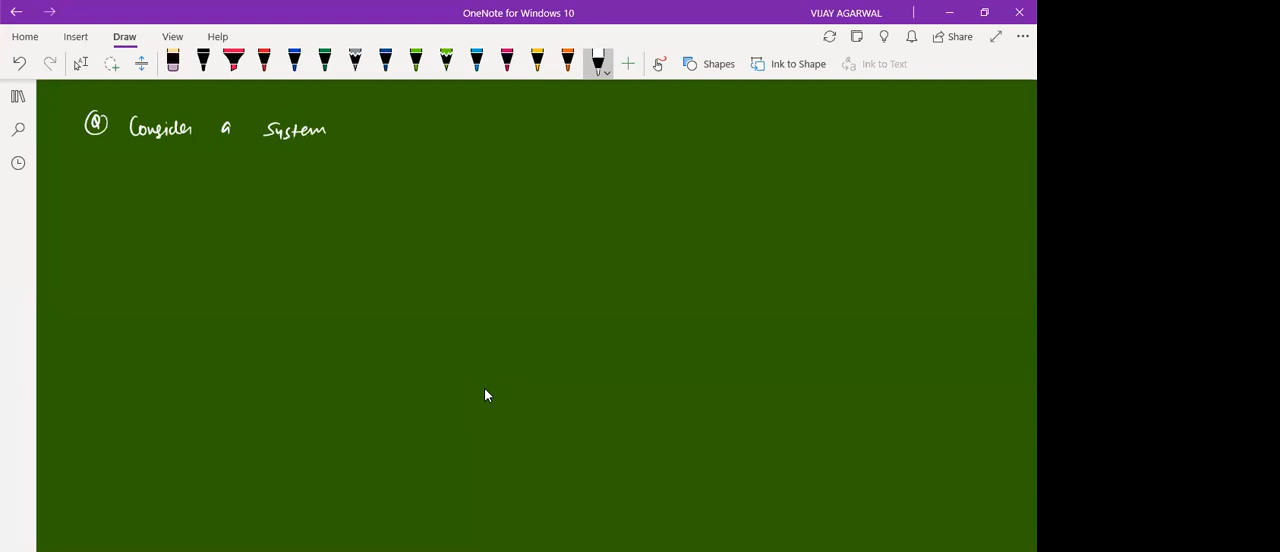 OneNote for Windows 10
VIJAY AGARWAL
Home Insert Draw View Help
Share
Shapes Ink to Shape Ink to Text
Q Consider a System